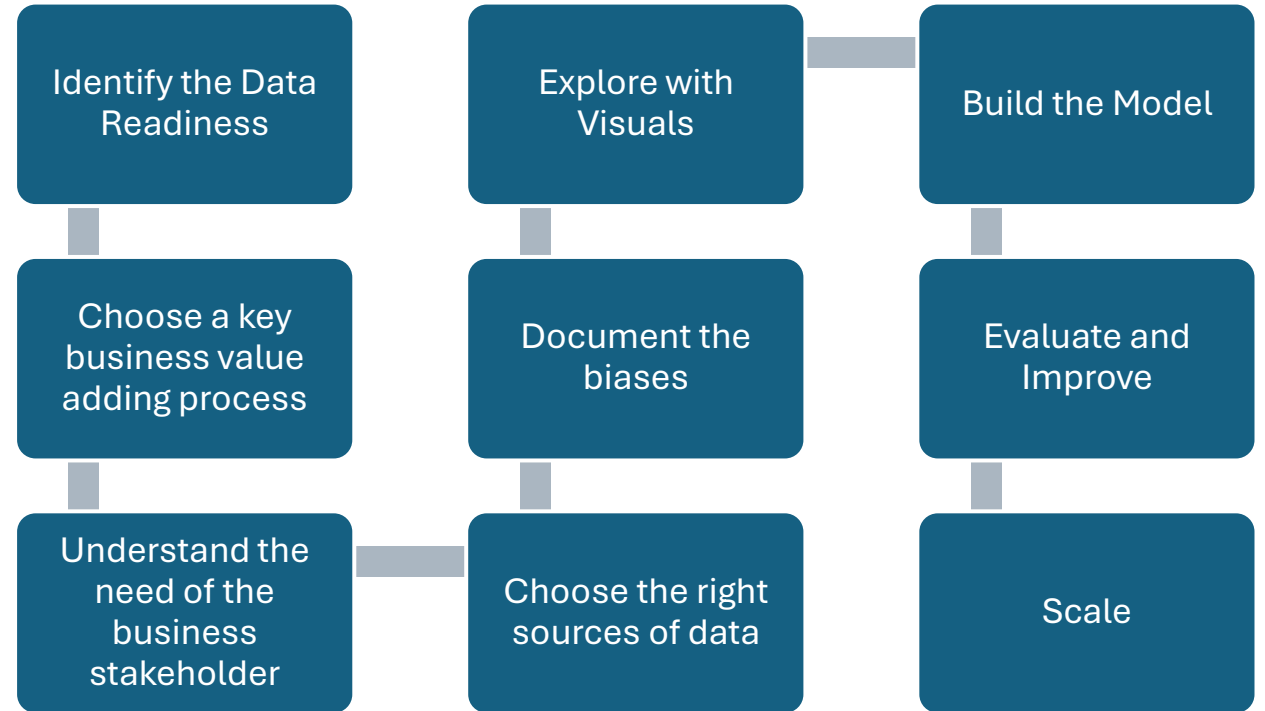 Identify the Data
Readiness
Choose a key
business value
adding process
Understand the
need of the
business
stakeholder
Choose the right
sources of data
Document the
biases
Explore with
Visuals
Build the Model
Evaluate and
Improve
Scale